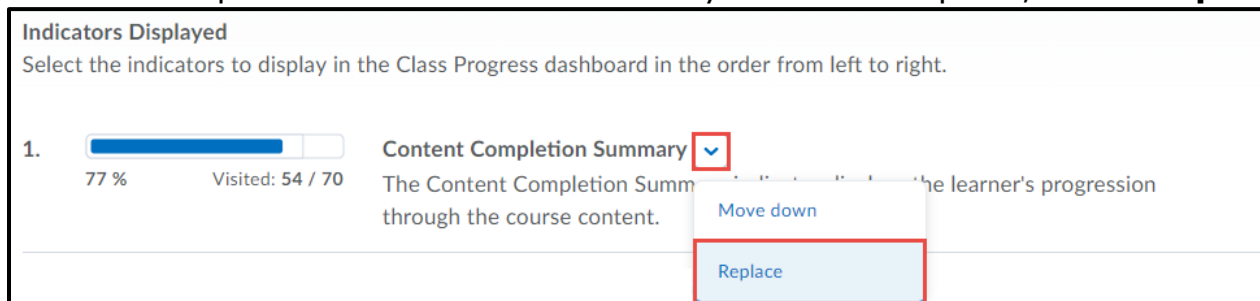 Indicators Displayed
Select the indicators to display in the Class Progress dashboard in the order from left to right.
1.
77 % Visited: 54 / 70
Content Completion Summary
The Content Completion Summ the learner's progression
through the course content.
Move down
Replace